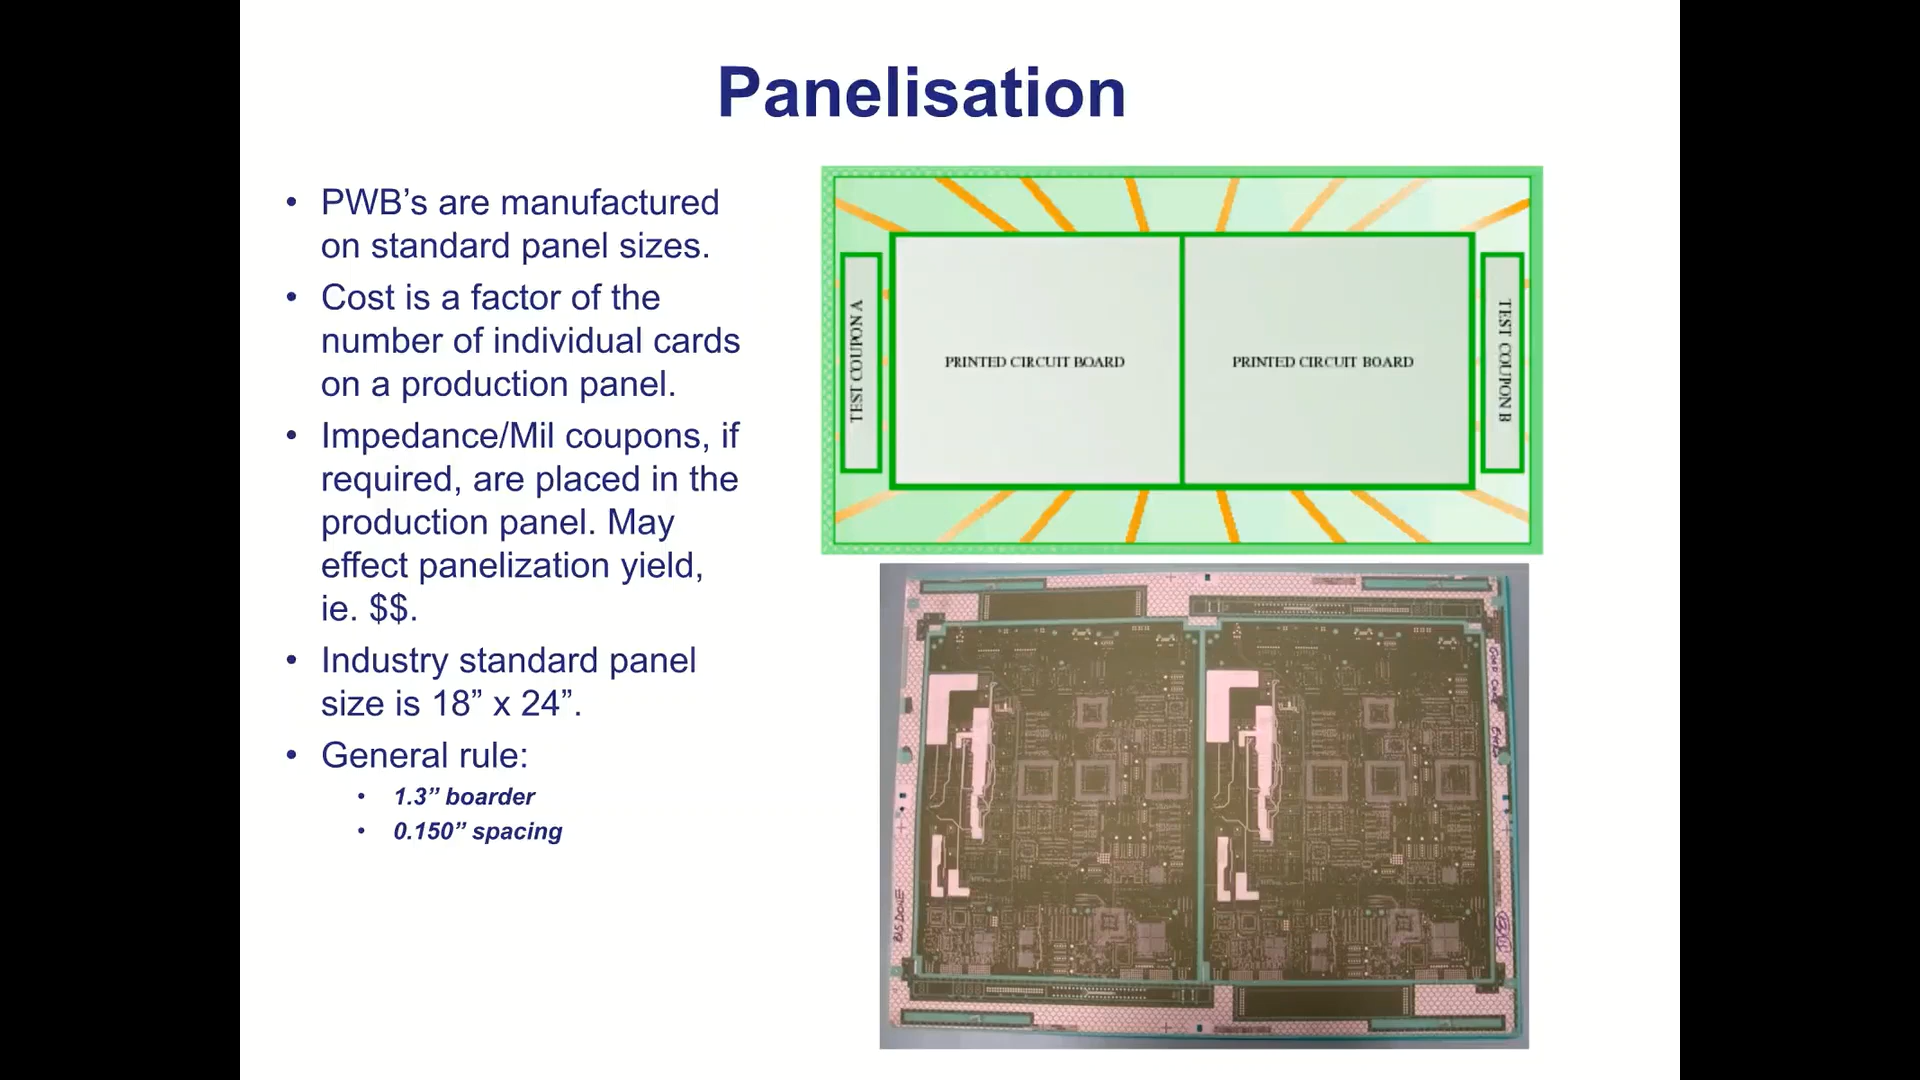 Panelisation
• PWB’s are manufactured
on standard panel sizes.
• Cost is a factor of the
number of individual cards
on a production panel.
• Impedance/Mil coupons, if
required, are placed in the
production panel. May
effect panelization yield,
ie. $$.
• Industry standard panel
size is 18” x 24”.
• General rule:
• 1.3” boarder
• 0.150” spacing
TEST COUPON A
PRINTED CIRCUIT BOARD
PRINTED CIRCUIT BOARD
TEST COUPON B